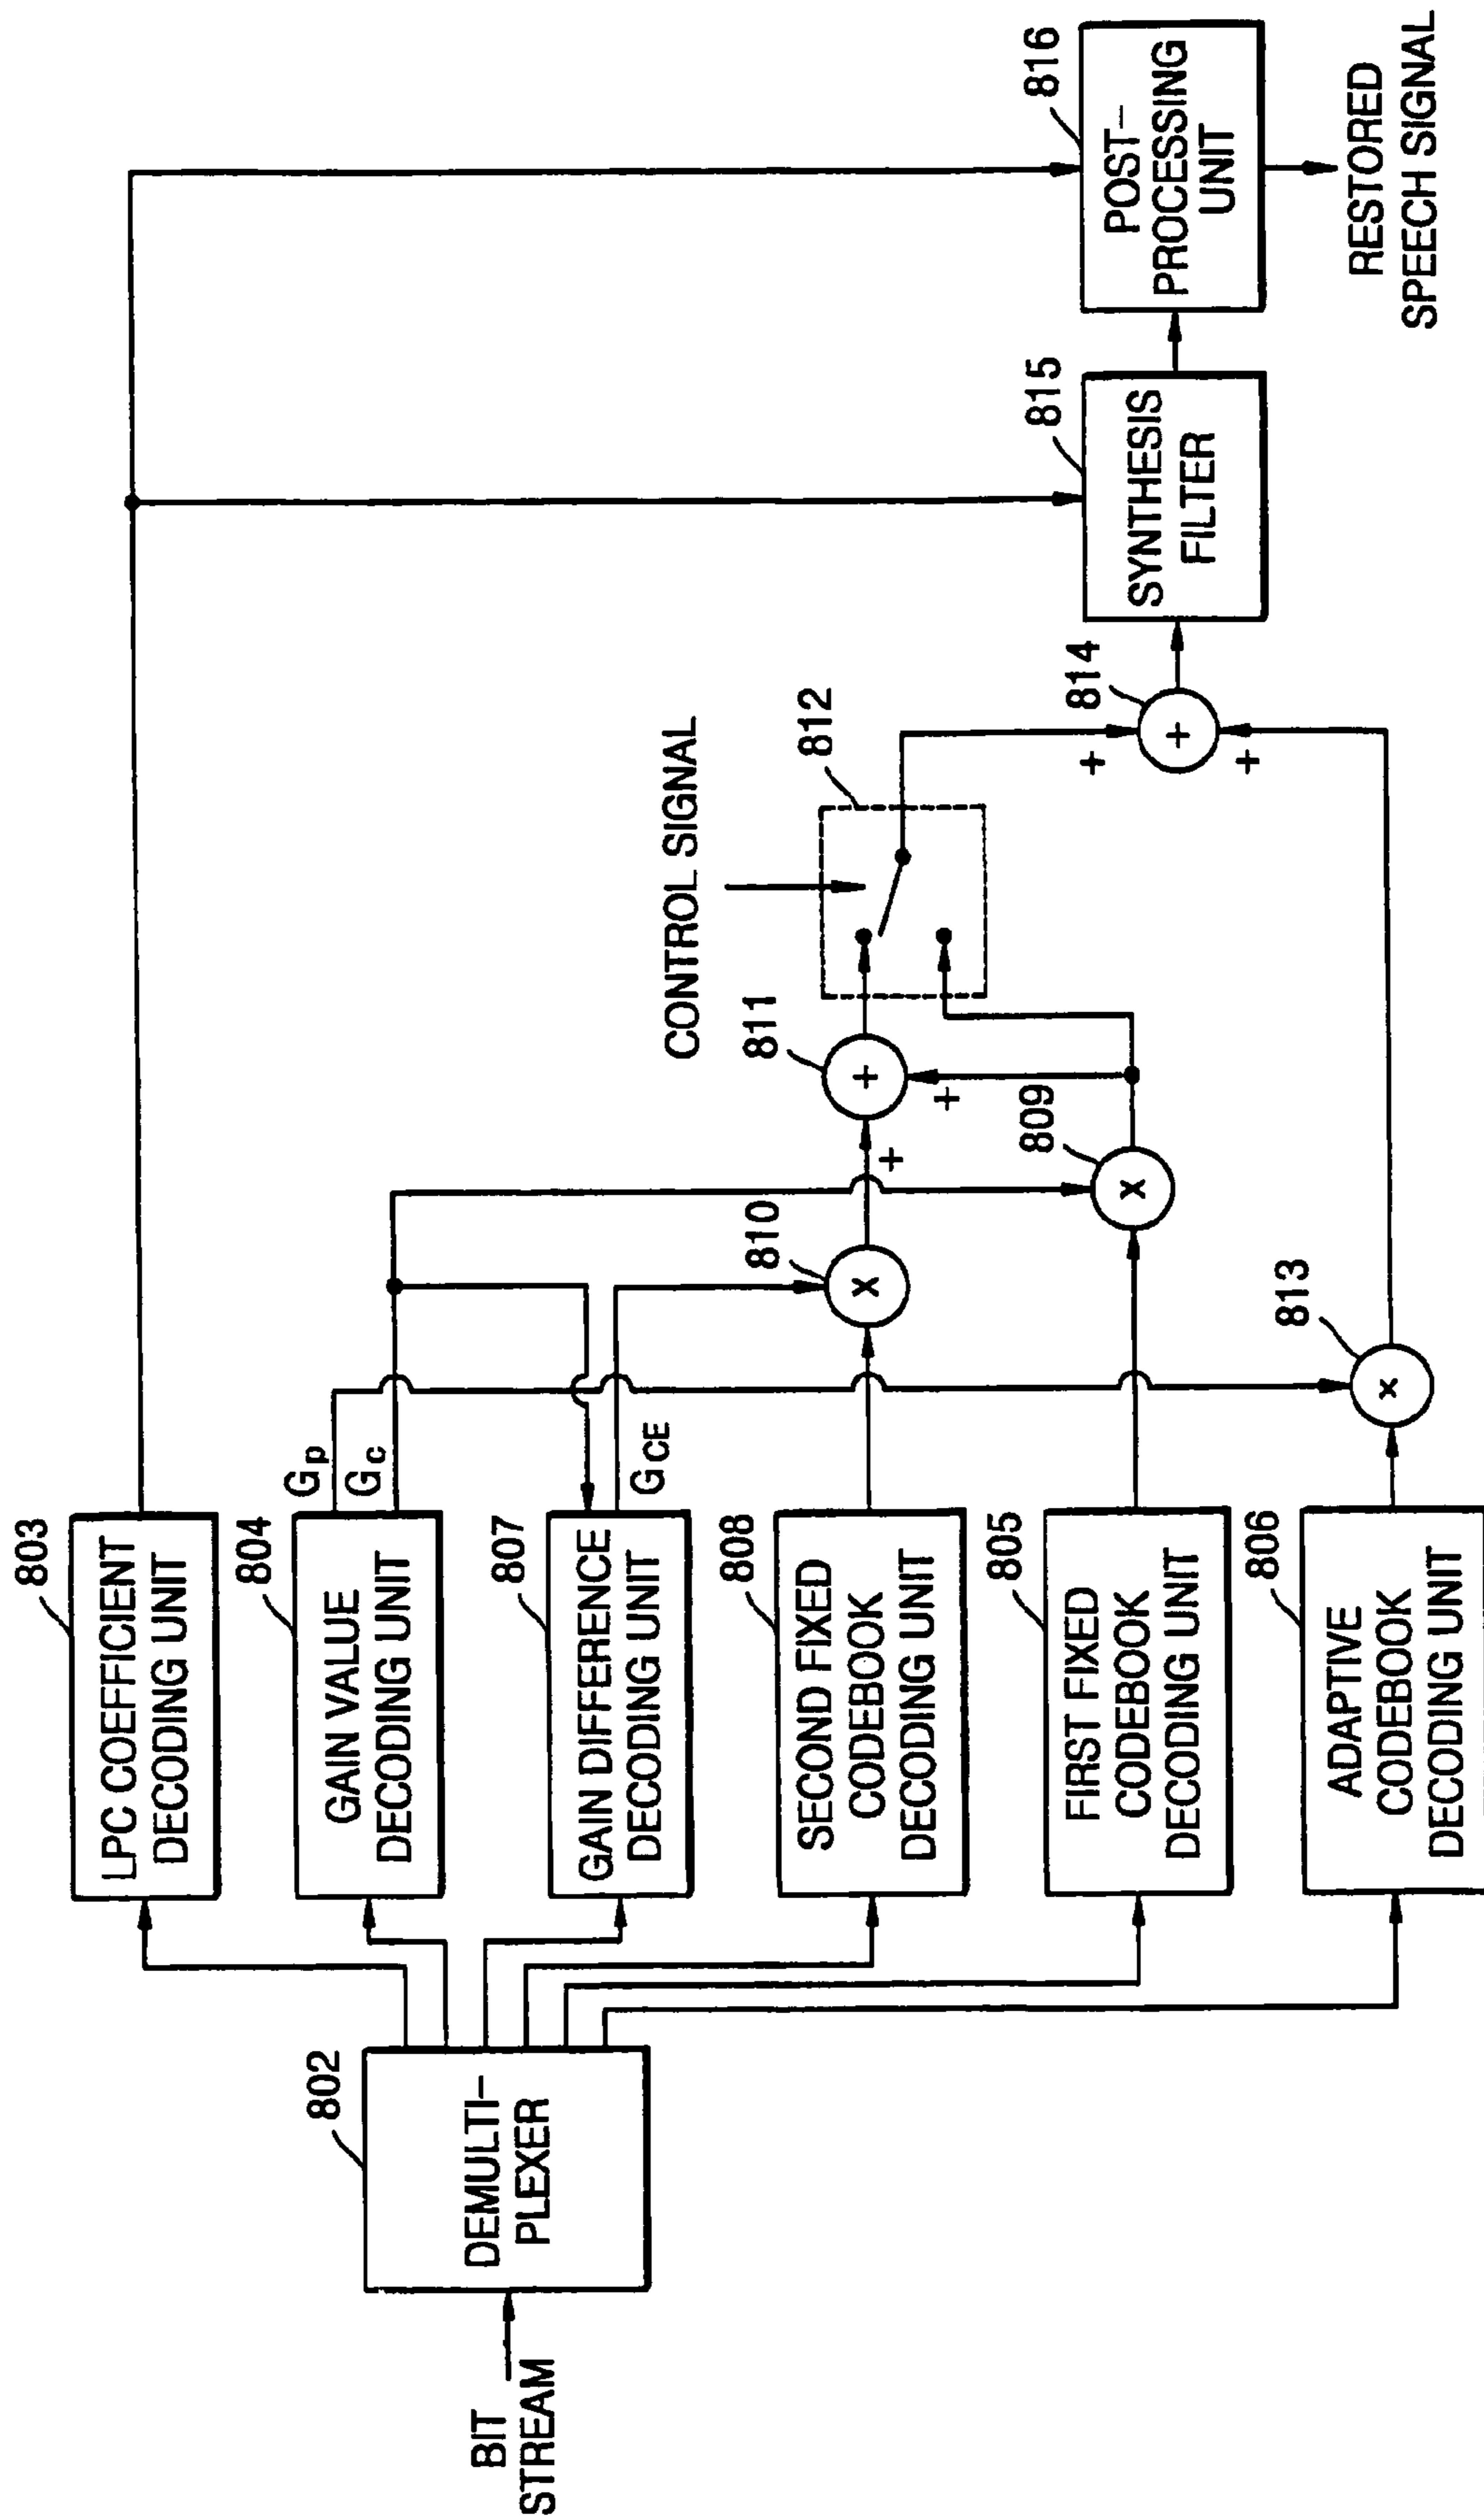 BIT
STREAM
802
DEMULTI-
PLEXER
803
LPC COEFFICIENT
DECODING UNIT
804
GAIN VALUE
DECODING UNIT
Gp
Gc
807
GAIN DIFFERENCE
DECODING UNIT
GCE
808
SECOND FIXED
CODEBOOK
DECODING UNIT
805
FIRST FIXED
CODEBOOK
DECODING UNIT
806
ADAPTIVE
CODEBOOK
DECODING UNIT
810
x
+
809
x
813
x
811
+
+
CONTROL SIGNAL
812
814
+
+
+
815
SYNTHESIS
FILTER
816
POST-
PROCESSING
UNIT
RESTORED
SPEECH SIGNAL